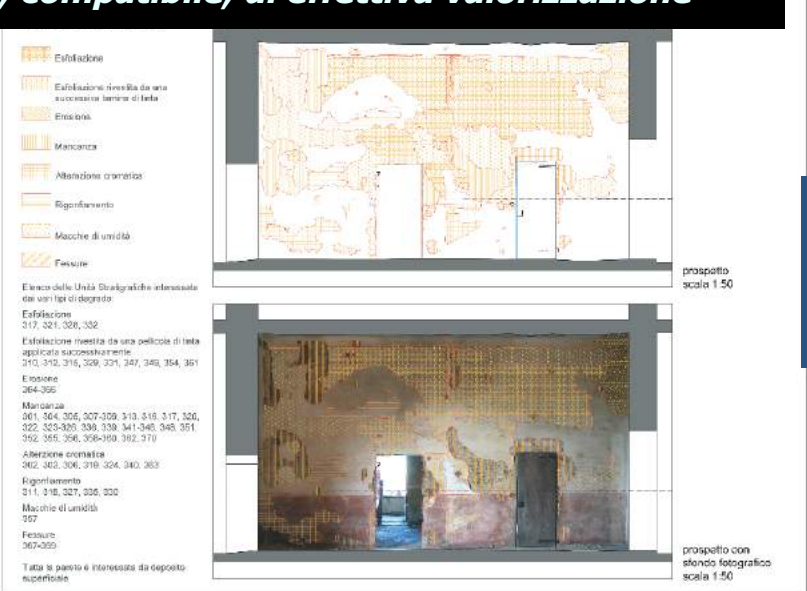 , compatibile, di effettiva valorizzazione
Esfoliazione
Esfoliazione rivestita da una
successiva lamina di tinta
Erosione
Mancanza
Alterazione cromatica
Rigonfiamento
Macchie di umidità
Fessure
Elenco delle Unità Stratigrafiche interessate
dai vari tipi di degrado:
Esfoliazione
317, 321, 328, 332
Esfoliazione rivestita da una pellicola di tinta
applicata successivamente
310, 312, 315, 329, 331, 347, 349, 354, 361
Erosione
364-366
Mancanza
301, 304, 305, 307-309, 313, 316, 317, 320,
322, 323-326, 336, 339, 341-346, 348, 351,
352, 355, 356, 358-360, 362, 370
Alterzione cromatica
302, 303, 306, 319, 324, 340, 363
Rigonfiamento
311, 318, 327, 335, 330
Macchie di umidità
357
Fessure
367-369
Tutta la parete è interessata da deposito
superficiale
prospetto
scala 1:50
prospetto con
sfondo fotografico
scala 1:50